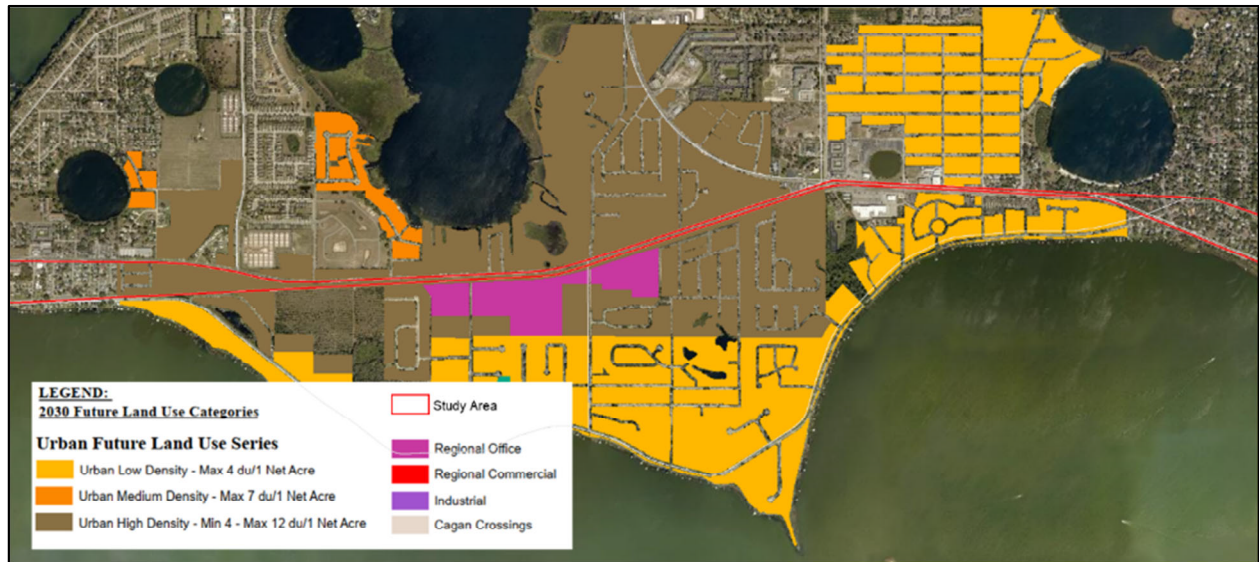 LEGEND:
2030 Future Land Use Categories
Urban Future Land Use Series
Urban Low Density - Max 4 du/1 Net Acre
Urban Medium Density - Max 7 du/1 Net Acre
Urban High Density - Min 4 - Max 12 du/1 Net Acre
Study Area
Regional Office
Regional Commercial
Industrial
Cagan Crossings